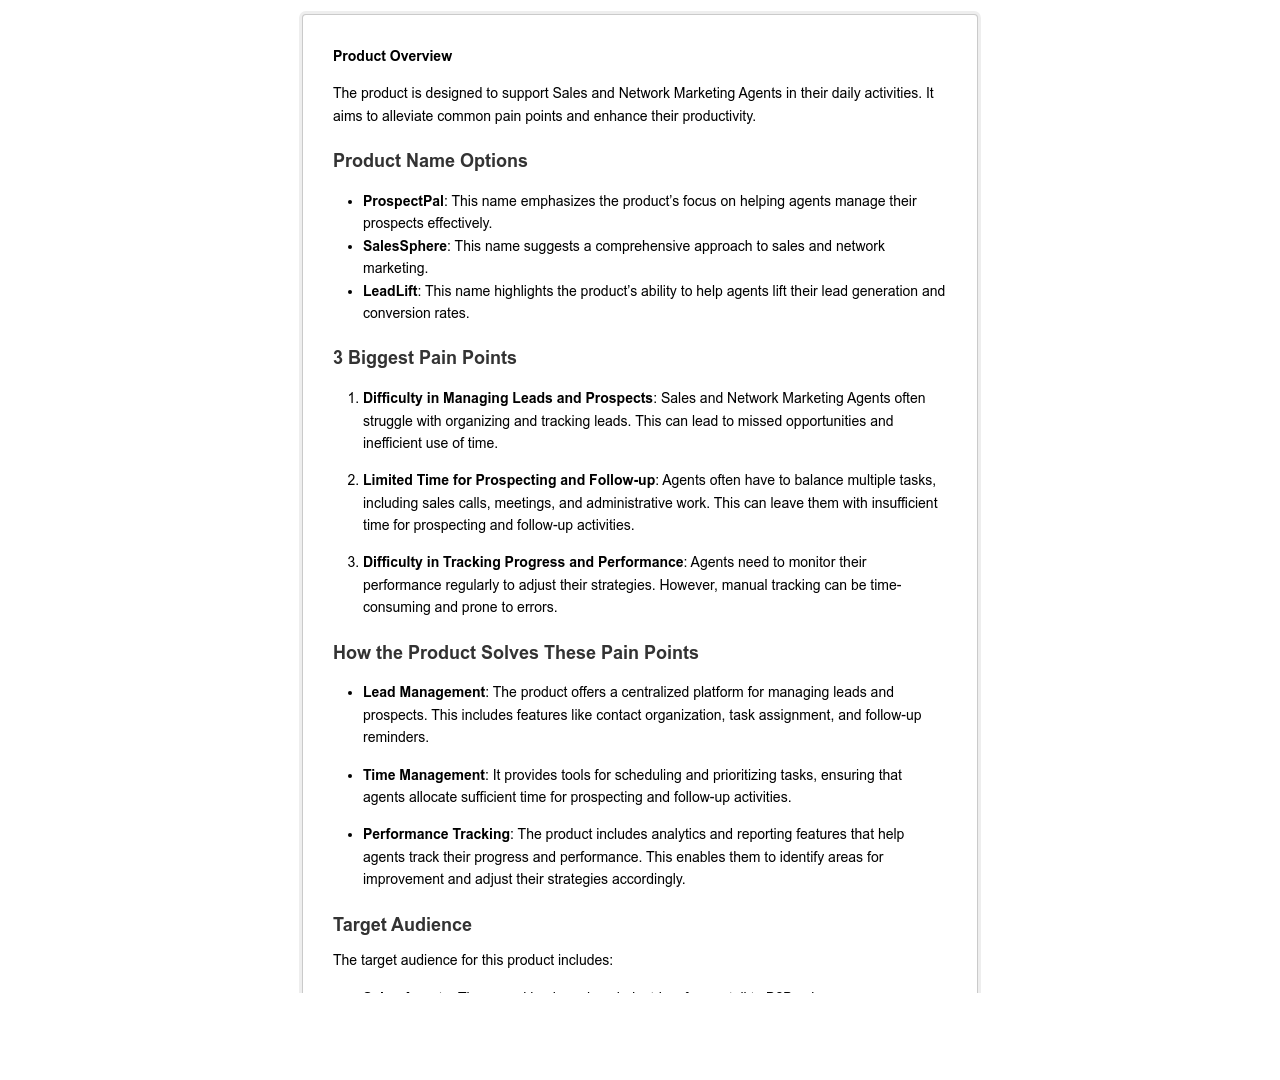 Product Overview
The product is designed to support Sales and Network Marketing Agents in their daily activities. It
aims to alleviate common pain points and enhance their productivity.
Product Name Options
• ProspectPal: This name emphasizes the product's focus on helping agents manage their
prospects effectively.
• SalesSphere: This name suggests a comprehensive approach to sales and network
marketing.
• LeadLift: This name highlights the product's ability to help agents lift their lead generation and
conversion rates.
3 Biggest Pain Points
1. Difficulty in Managing Leads and Prospects: Sales and Network Marketing Agents often
struggle with organizing and tracking leads. This can lead to missed opportunities and
inefficient use of time.
2. Limited Time for Prospecting and Follow-up: Agents often have to balance multiple tasks,
including sales calls, meetings, and administrative work. This can leave them with insufficient
time for prospecting and follow-up activities.
3. Difficulty in Tracking Progress and Performance: Agents need to monitor their
performance regularly to adjust their strategies. However, manual tracking can be time-
consuming and prone to errors.
How the Product Solves These Pain Points
• Lead Management: The product offers a centralized platform for managing leads and
prospects. This includes features like contact organization, task assignment, and follow-up
reminders.
• Time Management: It provides tools for scheduling and prioritizing tasks, ensuring that
agents allocate sufficient time for prospecting and follow-up activities.
• Performance Tracking: The product includes analytics and reporting features that help
agents track their progress and performance. This enables them to identify areas for
improvement and adjust their strategies accordingly.
Target Audience
The target audience for this product includes: